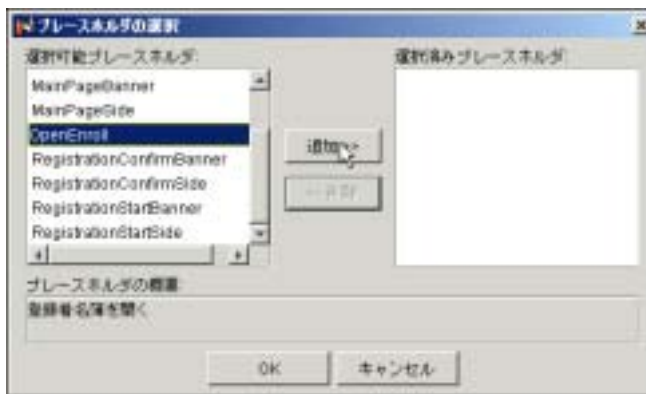 プレースホルダの選択
選択可能プレースホルダ:
選択済みプレースホルダ:
MainPageBanner
MainPageSide
OpenEnroll
RegistrationConfirmBanner
RegistrationConfirmSide
RegistrationStartBanner
RegistrationStartSide
追加>>
プレースホルダの概要:
登録者名簿を開く
OK
キャンセル